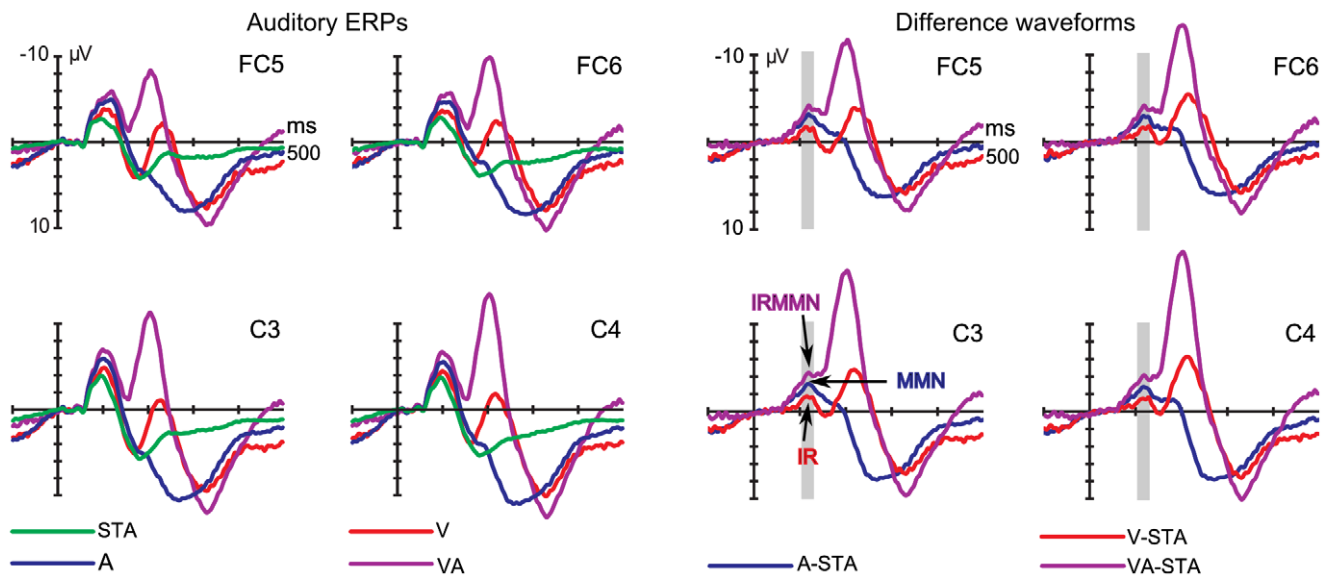 Auditory ERPs
Difference waveforms
-10 µV
FC5
FC6
ms
500
10
C3
C4
-10 µV
FC5
FC6
ms
500
10
IRMMN
C3
MMN
IR
C4
STA
A
V
VA
A-STA
V-STA
VA-STA